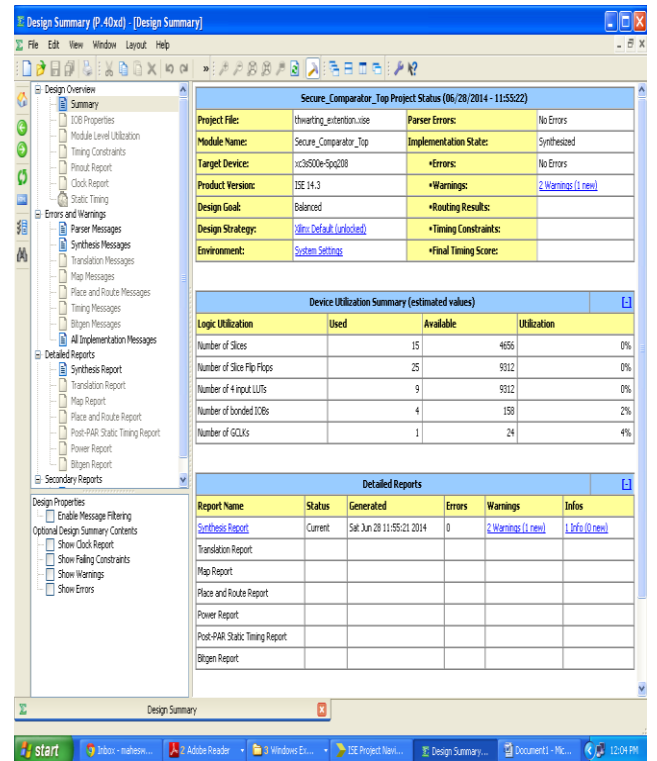 Design Summary (P.40xd) - [Design Summary]
File Edit View Window Layout Help
Design Overview
Summary
IOB Properties
Module Level Utilization
Timing Constraints
Pinout Report
Clock Report
Static Timing
Errors and Warnings
Parser Messages
Synthesis Messages
Translation Messages
Map Messages
Place and Route Messages
Timing Messages
Bitgen Messages
All Implementation Messages
Detailed Reports
Synthesis Report
Translation Report
Map Report
Place and Route Report
Post-PAR Static Timing Report
Power Report
Bitgen Report
Secondary Reports
Design Properties
Enable Message Filtering
Optional Design Summary Contents
Show Clock Report
Show Failing Constraints
Show Warnings
Show Errors
Secure_Comparator_Top Project Status (06/28/2014 - 11:55:22)
Project File: thwarting_extention.xise Parser Errors: No Errors
Module Name: Secure_Comparator_Top Implementation State: Synthesized
Target Device: xc3s500e-5pq208 •Errors: No Errors
Product Version: ISE 14.3 •Warnings: 2 Warnings (1 new)
Design Goal: Balanced •Routing Results:
Design Strategy: Xilinx Default (unlocked) •Timing Constraints:
Environment: System Settings •Final Timing Score:
Device Utilization Summary (estimated values) [-]
Logic Utilization Used Available Utilization
Number of Slices 15 4656 0%
Number of Slice Flip Flops 25 9312 0%
Number of 4 input LUTs 9 9312 0%
Number of bonded IOBs 4 158 2%
Number of GCLKs 1 24 4%
Detailed Reports [-]
Report Name Status Generated Errors Warnings Infos
Synthesis Report Current Sat Jun 28 11:55:21 2014 0 2 Warnings (1 new) 1 Info (0 new)
Translation Report
Map Report
Place and Route Report
Power Report
Post-PAR Static Timing Report
Bitgen Report
Design Summary
start Inbox - mahesw... 2 Adobe Reader 3 Windows Ex... ISE Project Navi... Design Summary... Document1 - Mic... 12:04 PM